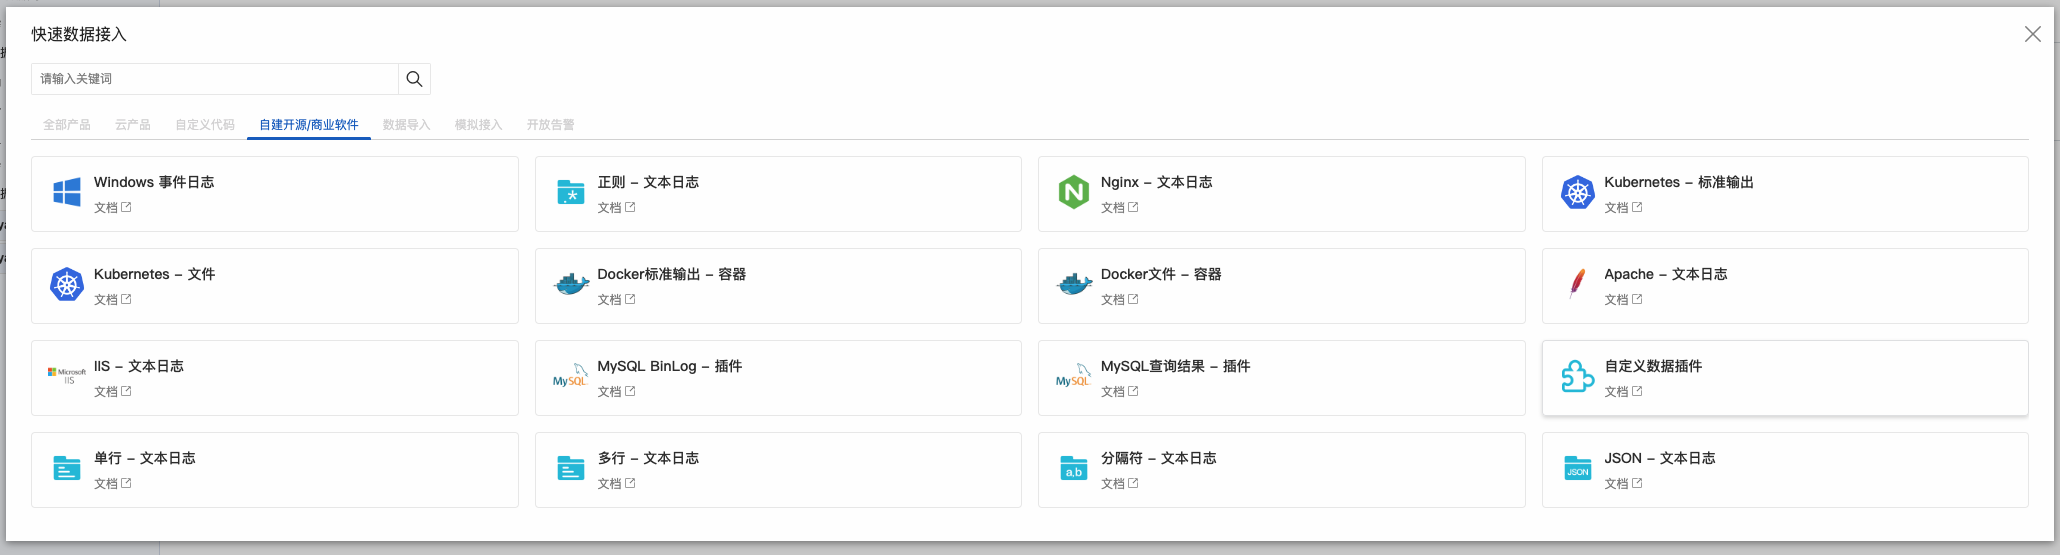 快速数据接入
请输入关键词
全部产品 云产品 自定义代码 自建开源/商业软件 数据导入 模拟接入 开放告警
Windows 事件日志
文档
正则 – 文本日志
文档
Nginx – 文本日志
文档
Kubernetes – 标准输出
文档
Kubernetes – 文件
文档
Docker标准输出 – 容器
文档
Docker文件 – 容器
文档
Apache – 文本日志
文档
Microsoft
IIS
IIS – 文本日志
文档
MySQL
MySQL BinLog – 插件
文档
MySQL
MySQL查询结果 – 插件
文档
自定义数据插件
文档
单行 – 文本日志
文档
多行 – 文本日志
文档
a,b
分隔符 – 文本日志
文档
JSON
JSON – 文本日志
文档